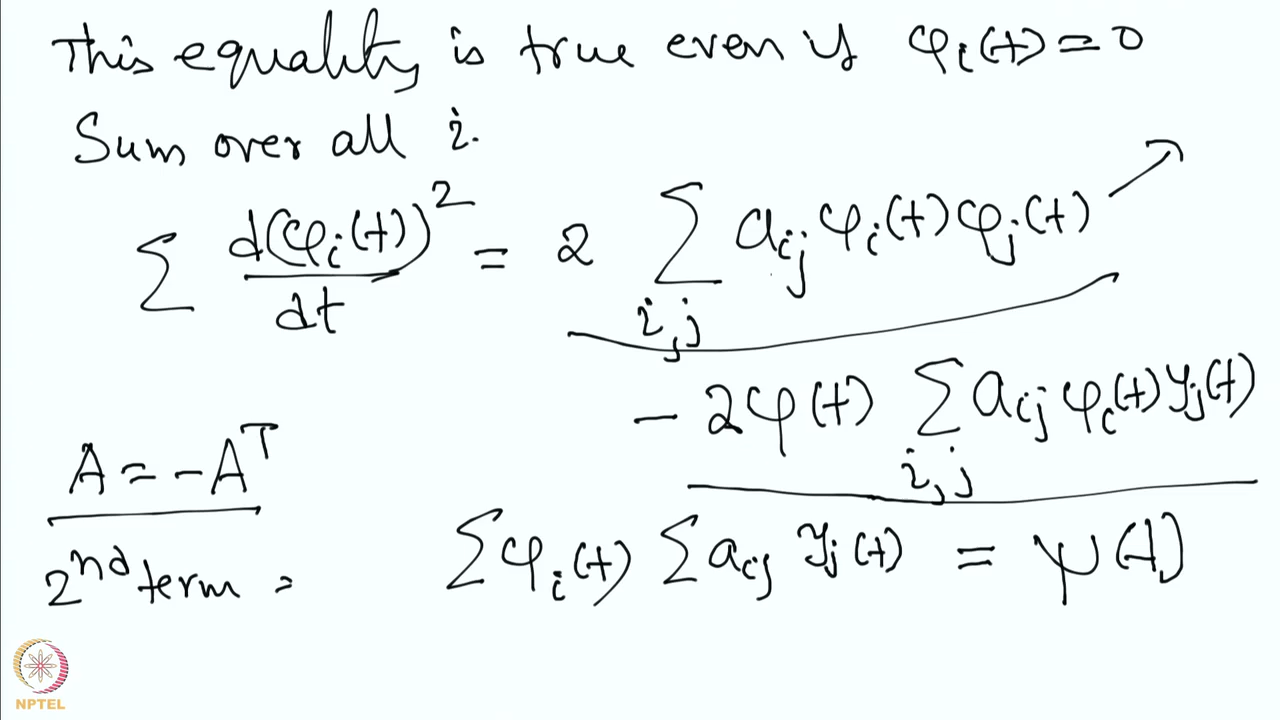 This equality is true even if φᵢ(t) = 0
Sum over all i.
∑ d(φᵢ(t))²/dt = 2 ∑_{i,j} aᵢⱼ φᵢ(t) φⱼ(t)
− 2φ(t) ∑_{i,j} aᵢⱼ φᵢ(t) yⱼ(t)
A = −Aᵀ
2nd term = ∑ φᵢ(t) ∑ aᵢⱼ yⱼ(t) = ψ(t)
NPTEL